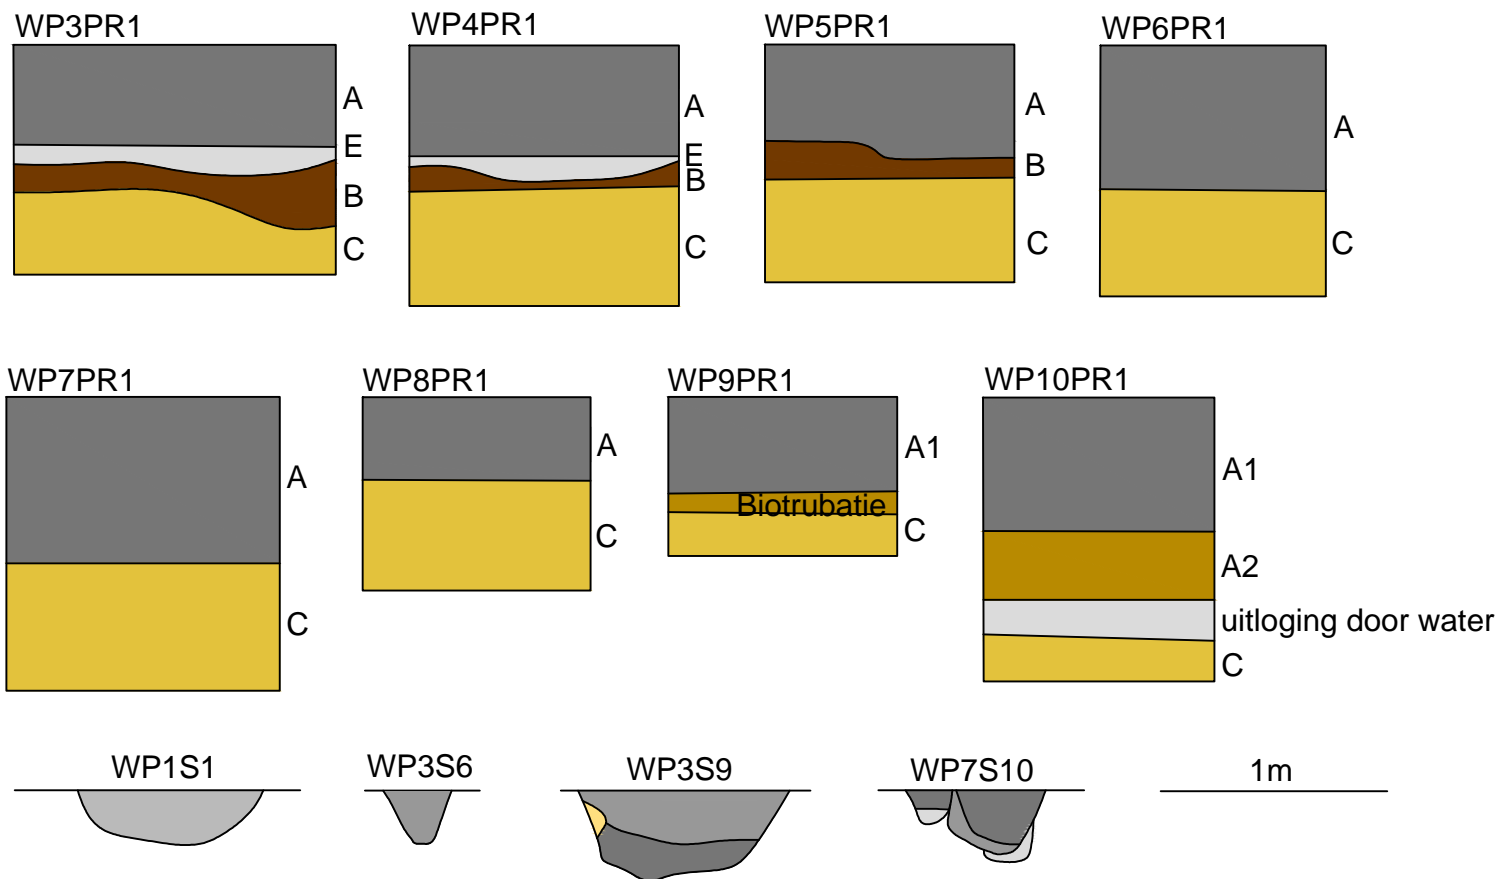 WP3PR1
A
E
B
C
WP4PR1
A
E
B
C
WP5PR1
A
B
C
WP6PR1
A
C
WP7PR1
A
C
WP8PR1
A
C
WP9PR1
A1
Biotrubatie
C
WP10PR1
A1
A2
uitloging door water
C
WP1S1
WP3S6
WP3S9
WP7S10
1m